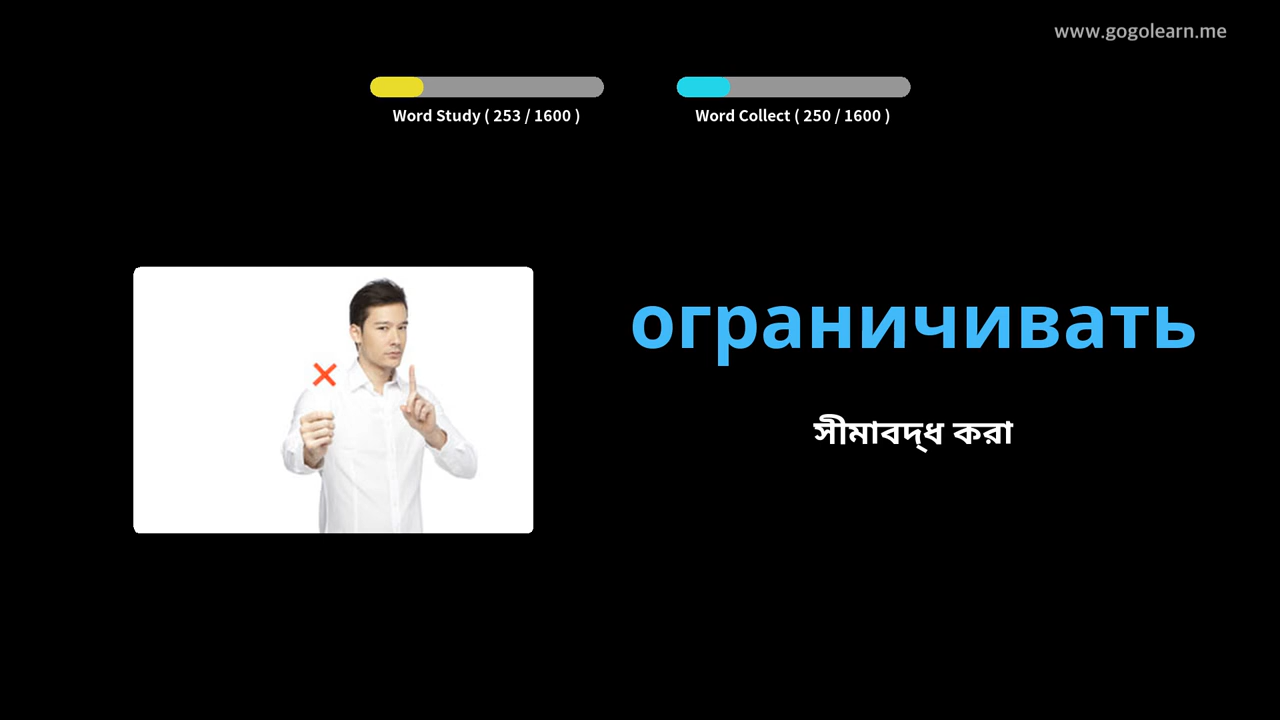 www.gogolearn.me
Word Study ( 253 / 1600 )
Word Collect ( 250 / 1600 )
ограничивать
সীমাবদ্ধ করা